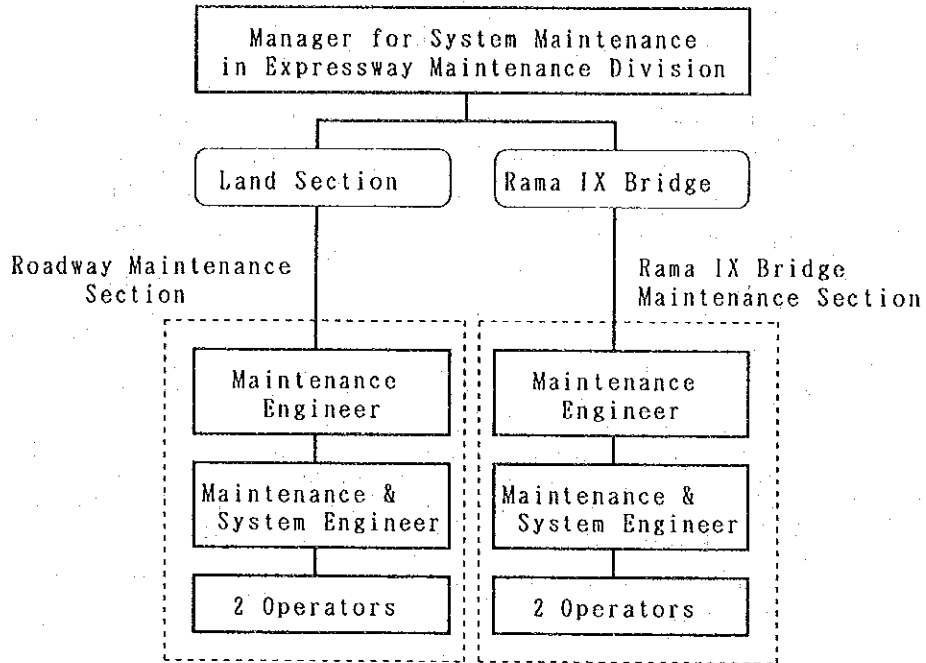 Manager for System Maintenance
in Expressway Maintenance Division
Land Section
Rama IX Bridge
Roadway Maintenance
Section
Rama IX Bridge
Maintenance Section
Maintenance
Engineer
Maintenance &
System Engineer
2 Operators
Maintenance
Engineer
Maintenance &
System Engineer
2 Operators